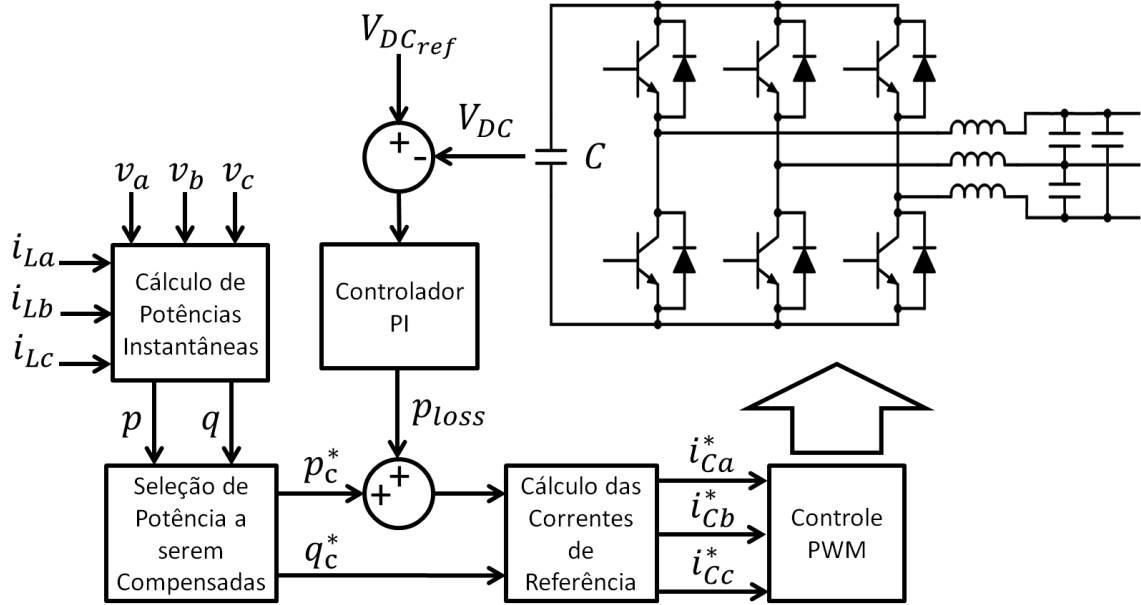 V_{DC_{ref}}
V_{DC}
+
-
C
v_a v_b v_c
i_{La}
i_{Lb}
i_{Lc}
Cálculo de
Potências
Instantâneas
Controlador
PI
p q
p_{loss}
Seleção de
Potência a
serem
Compensadas
p_c^*
q_c^*
+
+
Cálculo das
Correntes
de
Referência
i_{Ca}^*
i_{Cb}^*
i_{Cc}^*
Controle
PWM